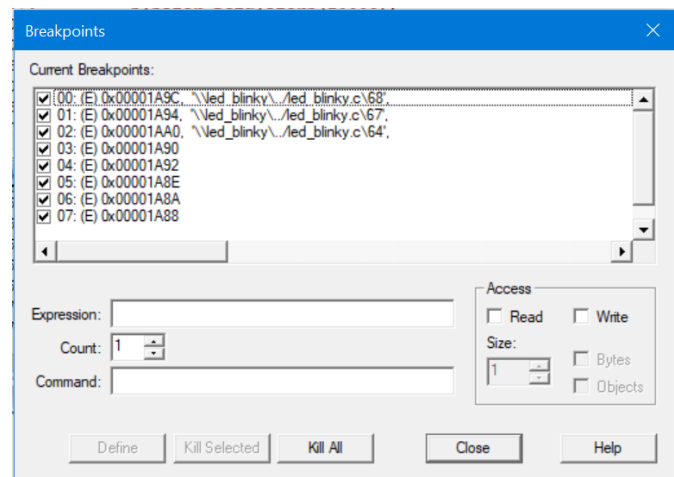 Breakpoints
Current Breakpoints:
00: (E) 0x00001A9C, '\\led_blinky\../led_blinky.c\68',
01: (E) 0x00001A94, '\\led_blinky\../led_blinky.c\67',
02: (E) 0x00001AA0, '\\led_blinky\../led_blinky.c\64',
03: (E) 0x00001A90
04: (E) 0x00001A92
05: (E) 0x00001A8E
06: (E) 0x00001A8A
07: (E) 0x00001A88
Access
Expression:
Read Write
Count: 1
Size:
1
Bytes
Command:
Objects
Define Kill Selected Kill All Close Help